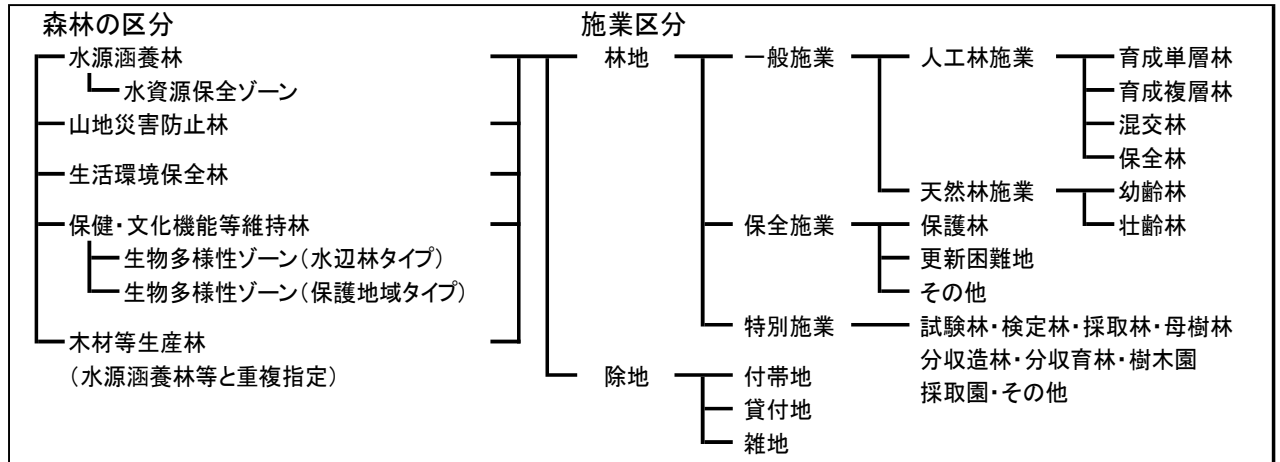 森林の区分
水源涵養林
水資源保全ゾーン
山地災害防止林
生活環境保全林
保健・文化機能等維持林
生物多様性ゾーン（水辺林タイプ）
生物多様性ゾーン（保護地域タイプ）
木材等生産林
（水源涵養林等と重複指定）
施業区分
林地
一般施業
人工林施業
育成単層林
育成複層林
混交林
保全林
天然林施業
幼齢林
壮齢林
保全施業
保護林
更新困難地
その他
特別施業
試験林・検定林・採取林・母樹林
分収造林・分収育林・樹木園
採取園・その他
除地
付帯地
貸付地
雑地